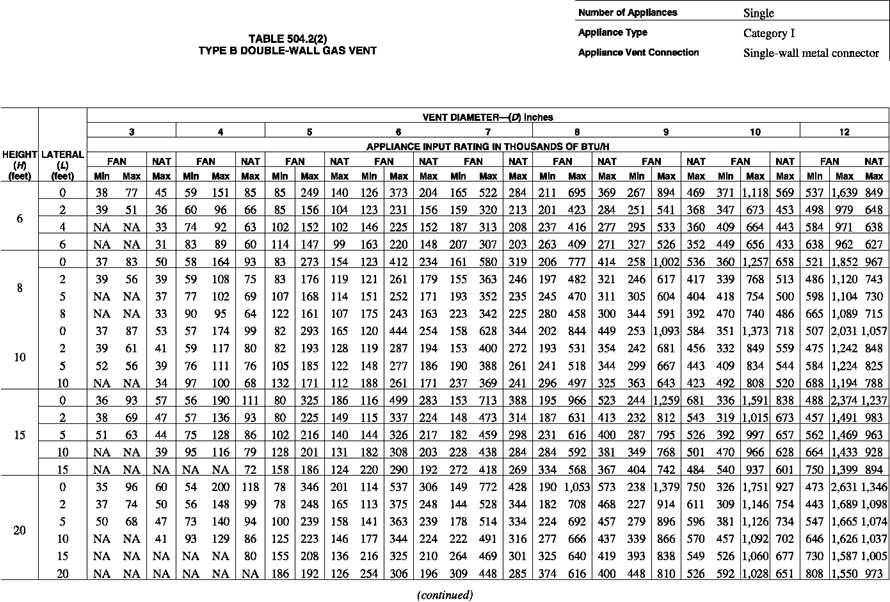 Number of Appliances Single
Appliance Type Category I
Appliance Vent Connection Single-wall metal connector
TABLE 504.2(2)
TYPE B DOUBLE-WALL GAS VENT
HEIGHT (H) (feet) LATERAL (L) (feet) VENT DIAMETER—(D) Inches
3 4 5 6 7 8 9 10 12
APPLIANCE INPUT RATING IN THOUSANDS OF BTU/H
FAN NAT FAN NAT FAN NAT FAN NAT FAN NAT FAN NAT FAN NAT FAN NAT FAN NAT
Min Max Max Min Max Max Min Max Max Min Max Max Min Max Max Min Max Max Min Max Max Min Max Max Min Max Max
6
0 38 77 45 59 151 85 85 249 140 126 373 204 165 522 284 211 695 369 267 894 469 371 1,118 569 537 1,639 849
2 39 51 36 60 96 66 85 156 104 123 231 156 159 320 213 201 423 284 251 541 368 347 673 453 498 979 648
4 NA NA 33 74 92 63 102 152 102 146 225 152 187 313 208 237 416 277 295 533 360 409 664 443 584 971 638
6 NA NA 31 83 89 60 114 147 99 163 220 148 207 307 203 263 409 271 327 526 352 449 656 433 638 962 627
8
0 37 83 50 58 164 93 83 273 154 123 412 234 161 580 319 206 777 414 258 1,002 536 360 1,257 658 521 1,852 967
2 39 56 39 59 108 75 83 176 119 121 261 179 155 363 246 197 482 321 246 617 417 339 768 513 486 1,120 743
5 NA NA 37 77 102 69 107 168 114 151 252 171 193 352 235 245 470 311 305 604 404 418 754 500 598 1,104 730
8 NA NA 33 90 95 64 122 161 107 175 243 163 223 342 225 280 458 300 344 591 392 470 740 486 665 1,089 715
10
0 37 87 53 57 174 99 82 293 165 120 444 254 158 628 344 202 844 449 253 1,093 584 351 1,373 718 507 2,031 1,057
2 39 61 41 59 117 80 82 193 128 119 287 194 153 400 272 193 531 354 242 681 456 332 849 559 475 1,242 848
5 52 56 39 76 111 76 105 185 122 148 277 186 190 388 261 241 518 344 299 667 443 409 834 544 584 1,224 825
10 NA NA 34 97 100 68 132 171 112 188 261 171 237 369 241 296 497 325 363 643 423 492 808 520 688 1,194 788
15
0 36 93 57 56 190 111 80 325 186 116 499 283 153 713 388 195 966 523 244 1,259 681 336 1,591 838 488 2,374 1,237
2 38 69 47 57 136 93 80 225 149 115 337 224 148 473 314 187 631 413 232 812 543 319 1,015 673 457 1,491 983
5 51 63 44 75 128 86 102 216 140 144 326 217 182 459 298 231 616 400 287 795 526 392 997 657 562 1,469 963
10 NA NA 39 95 116 79 128 201 131 182 308 203 228 438 284 284 592 381 349 768 501 470 966 628 664 1,433 928
15 NA NA NA NA NA 72 158 186 124 220 290 192 272 418 269 334 568 367 404 742 484 540 937 601 750 1,399 894
20
0 35 96 60 54 200 118 78 346 201 114 537 306 149 772 428 190 1,053 573 238 1,379 750 326 1,751 927 473 2,631 1,346
2 37 74 50 56 148 99 78 248 165 113 375 248 144 528 344 182 708 468 227 914 611 309 1,146 754 443 1,689 1,098
5 50 68 47 73 140 94 100 239 158 141 363 239 178 514 334 224 692 457 279 896 596 381 1,126 734 547 1,665 1,074
10 NA NA 41 93 129 86 125 223 146 177 344 224 222 491 316 277 666 437 339 866 570 457 1,092 702 646 1,626 1,037
15 NA NA NA NA NA 80 155 208 136 216 325 210 264 469 301 325 640 419 393 838 549 526 1,060 677 730 1,587 1,005
20 NA NA NA NA NA NA 186 192 126 254 306 196 309 448 285 374 616 400 448 810 526 592 1,028 651 808 1,550 973
(continued)